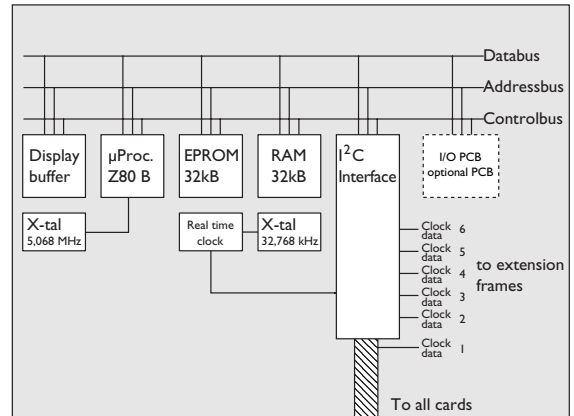 Databus
Addressbus
Controlbus
Display
buffer
µProc.
Z80 B
EPROM
32kB
RAM
32kB
I²C
Interface
I/O PCB
optional PCB
X-tal
5,068 MHz
Real time
clock
X-tal
32,768 kHz
Clock
data 6
Clock
data 5
Clock
data 4
Clock
data 3
Clock
data 2
Clock
data 1
to extension
frames
To all cards